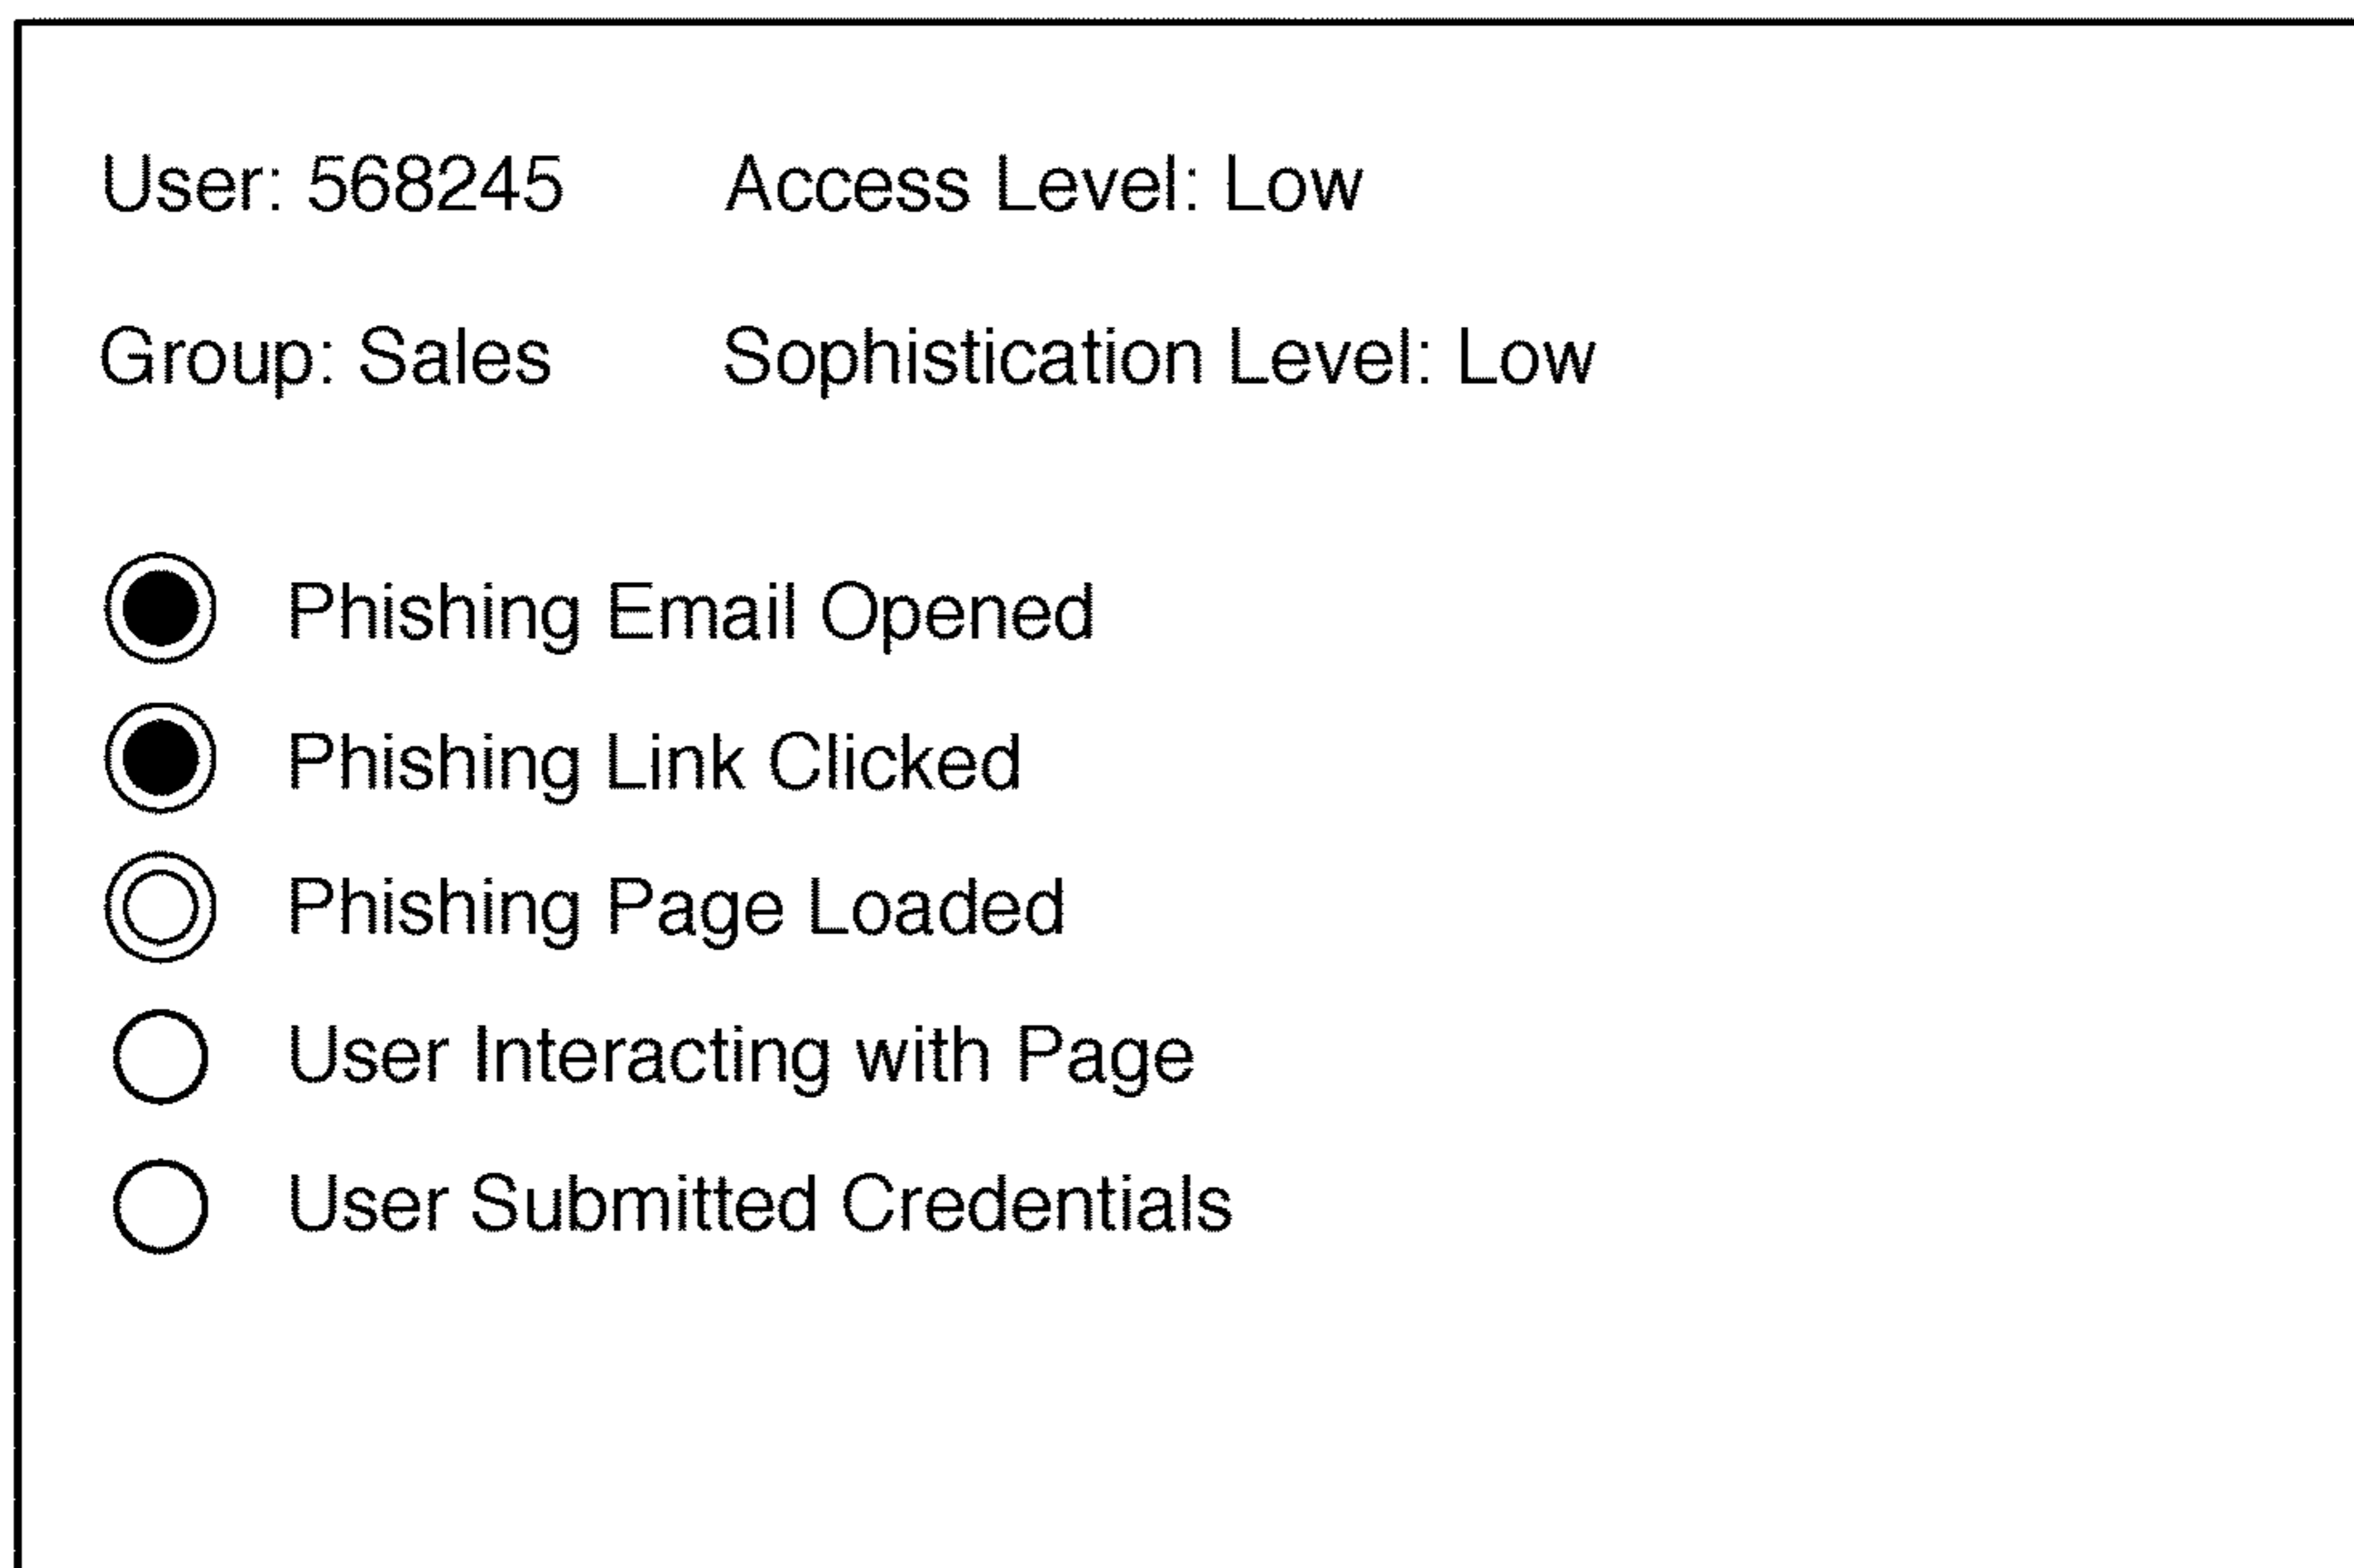 User: 568245 Access Level: Low
Group: Sales Sophistication Level: Low
Phishing Email Opened
Phishing Link Clicked
Phishing Page Loaded
User Interacting with Page
User Submitted Credentials